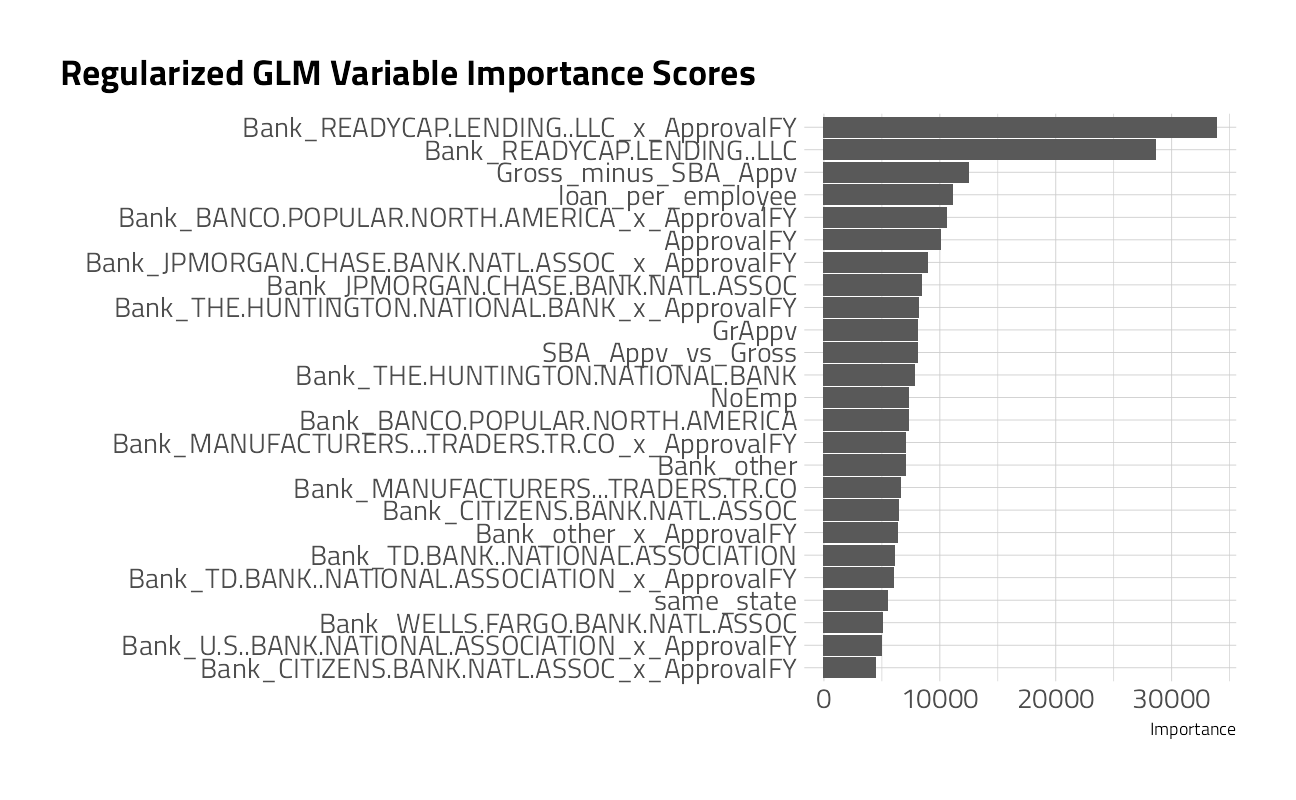 Regularized GLM Variable Importance Scores
Bank_READYCAP.LENDING..LLC_x_ApprovalFY
Bank_READYCAP.LENDING..LLC
Gross_minus_SBA_Appv
loan_per_employee
Bank_BANCO.POPULAR.NORTH.AMERICA_x_ApprovalFY
ApprovalFY
Bank_JPMORGAN.CHASE.BANK.NATL.ASSOC_x_ApprovalFY
Bank_JPMORGAN.CHASE.BANK.NATL.ASSOC
Bank_THE.HUNTINGTON.NATIONAL.BANK_x_ApprovalFY
GrAppv
SBA_Appv_vs_Gross
Bank_THE.HUNTINGTON.NATIONAL.BANK
NoEmp
Bank_BANCO.POPULAR.NORTH.AMERICA
Bank_MANUFACTURERS...TRADERS.TR.CO_x_ApprovalFY
Bank_other
Bank_MANUFACTURERS...TRADERS.TR.CO
Bank_CITIZENS.BANK.NATL.ASSOC
Bank_other_x_ApprovalFY
Bank_TD.BANK..NATIONAL.ASSOCIATION
Bank_TD.BANK..NATIONAL.ASSOCIATION_x_ApprovalFY
same_state
Bank_WELLS.FARGO.BANK.NATL.ASSOC
Bank_U.S..BANK.NATIONAL.ASSOCIATION_x_ApprovalFY
Bank_CITIZENS.BANK.NATL.ASSOC_x_ApprovalFY
0 10000 20000 30000
Importance